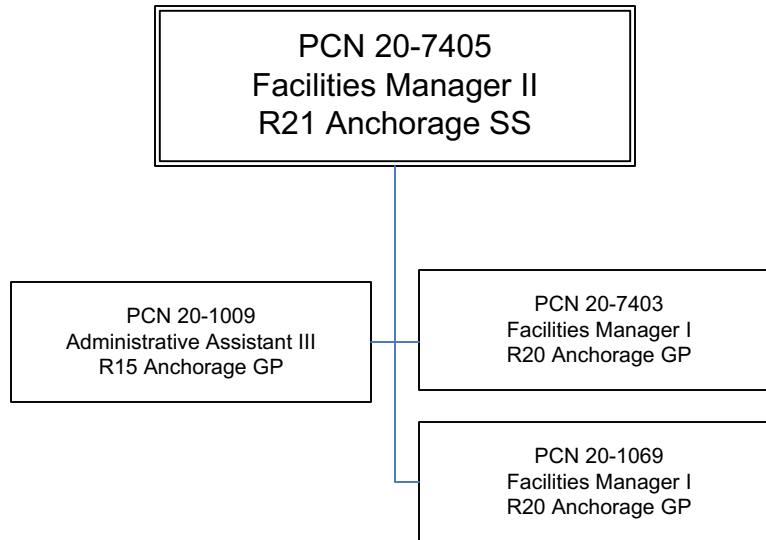 PCN 20-7405
Facilities Manager II
R21 Anchorage SS
PCN 20-1009
Administrative Assistant III
R15 Anchorage GP
PCN 20-7403
Facilities Manager I
R20 Anchorage GP
PCN 20-1069
Facilities Manager I
R20 Anchorage GP